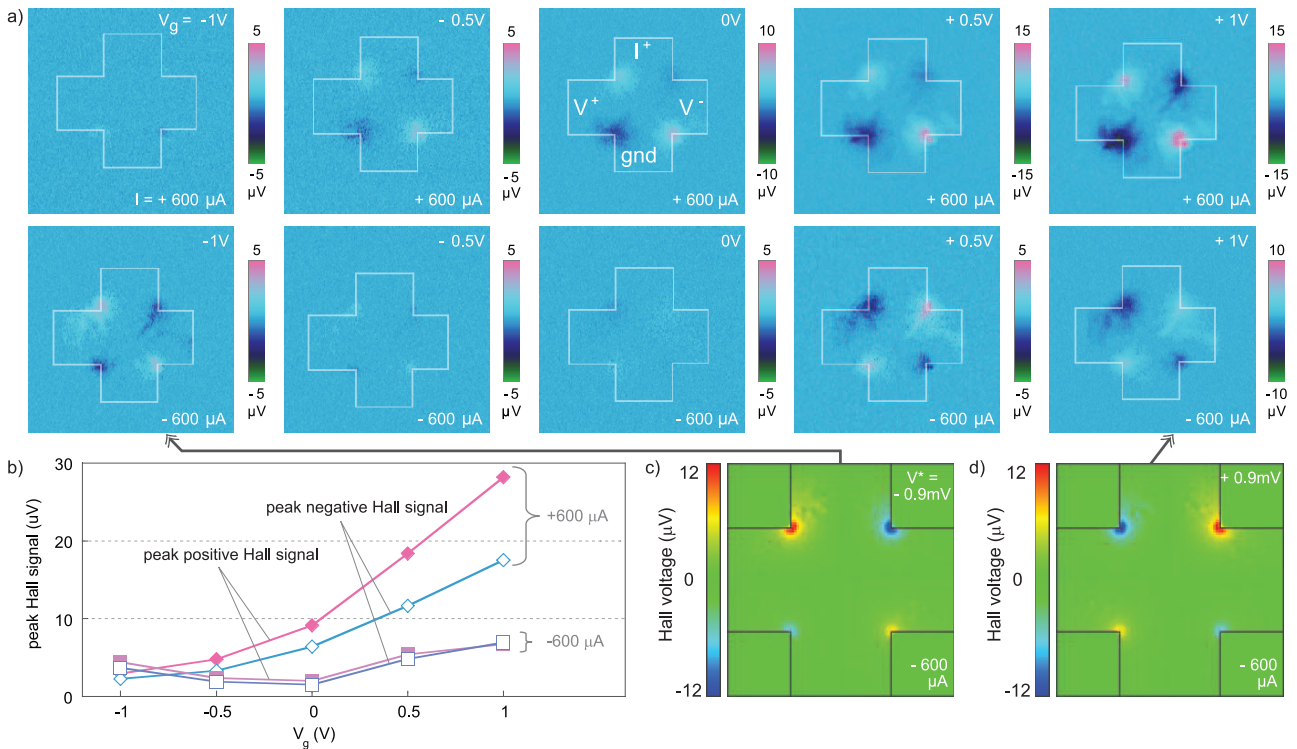 a)
V_g = -1V
I = + 600 µA
5
-5
µV
- 0.5V
+ 600 µA
5
-5
µV
0V
I⁺
V⁺
V⁻
gnd
+ 600 µA
10
-10
µV
+ 0.5V
+ 600 µA
15
-15
µV
+ 1V
+ 600 µA
15
- 15
µV
-1V
- 600 µA
5
-5
µV
- 0.5V
- 600 µA
5
-5
µV
0V
- 600 µA
+ 0.5V
- 600 µA
5
-5
µV
+ 1V
- 600 µA
10
-10
µV
b)
peak Hall signal (uV)
30
20
10
0
peak negative Hall signal
peak positive Hall signal
+600 µA
-600 µA
-1
-0.5
0
0.5
1
V_g (V)
c)
Hall voltage (µV)
12
0
-12
V* =
- 0.9mV
- 600
µA
d)
Hall voltage (µV)
12
0
-12
+ 0.9mV
- 600
µA